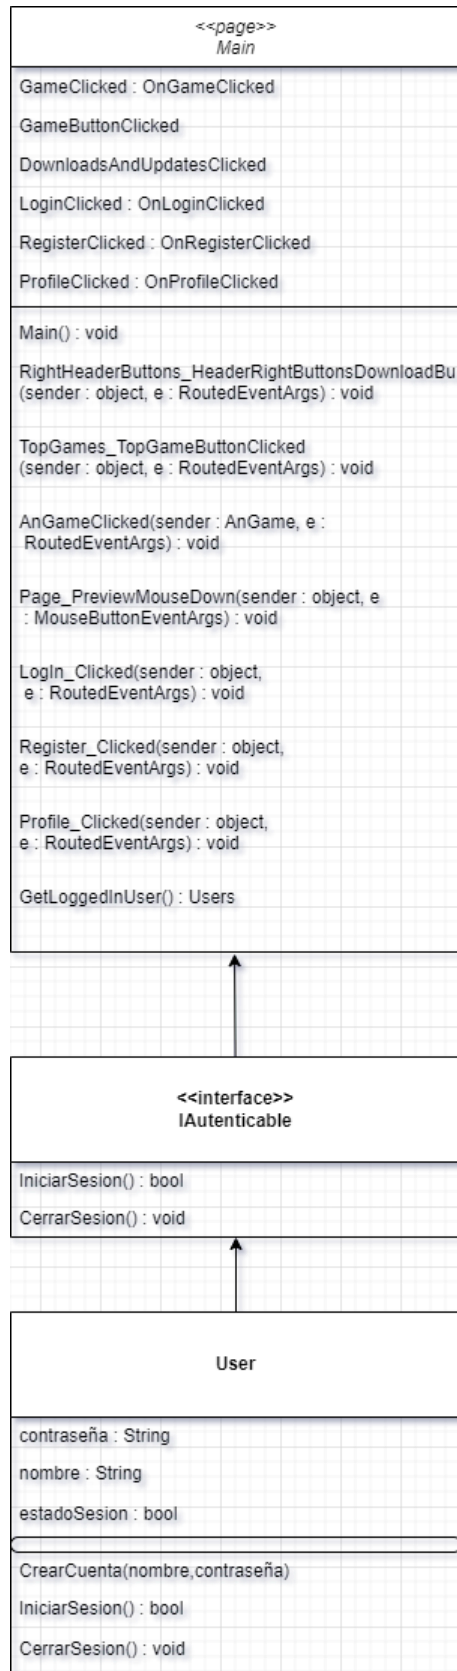 <<page>>
Main
GameClicked : OnGameClicked
GameButtonClicked
DownloadsAndUpdatesClicked
LoginClicked : OnLoginClicked
RegisterClicked : OnRegisterClicked
ProfileClicked : OnProfileClicked
Main() : void
RightHeaderButtons_HeaderRightButtonsDownloadBu
(sender : object, e : RoutedEventArgs) : void
TopGames_TopGameButtonClicked
(sender : object, e : RoutedEventArgs) : void
AnGameClicked(sender : AnGame, e :
RoutedEventArgs) : void
Page_PreviewMouseDown(sender : object, e
: MouseButtonEventArgs) : void
LogIn_Clicked(sender : object,
e : RoutedEventArgs) : void
Register_Clicked(sender : object,
e : RoutedEventArgs) : void
Profile_Clicked(sender : object,
e : RoutedEventArgs) : void
GetLoggedInUser() : Users
<<interface>>
IAutenticable
IniciarSesion() : bool
CerrarSesion() : void
User
contraseña : String
nombre : String
estadoSesion : bool
CrearCuenta(nombre,contraseña)
IniciarSesion() : bool
CerrarSesion() : void